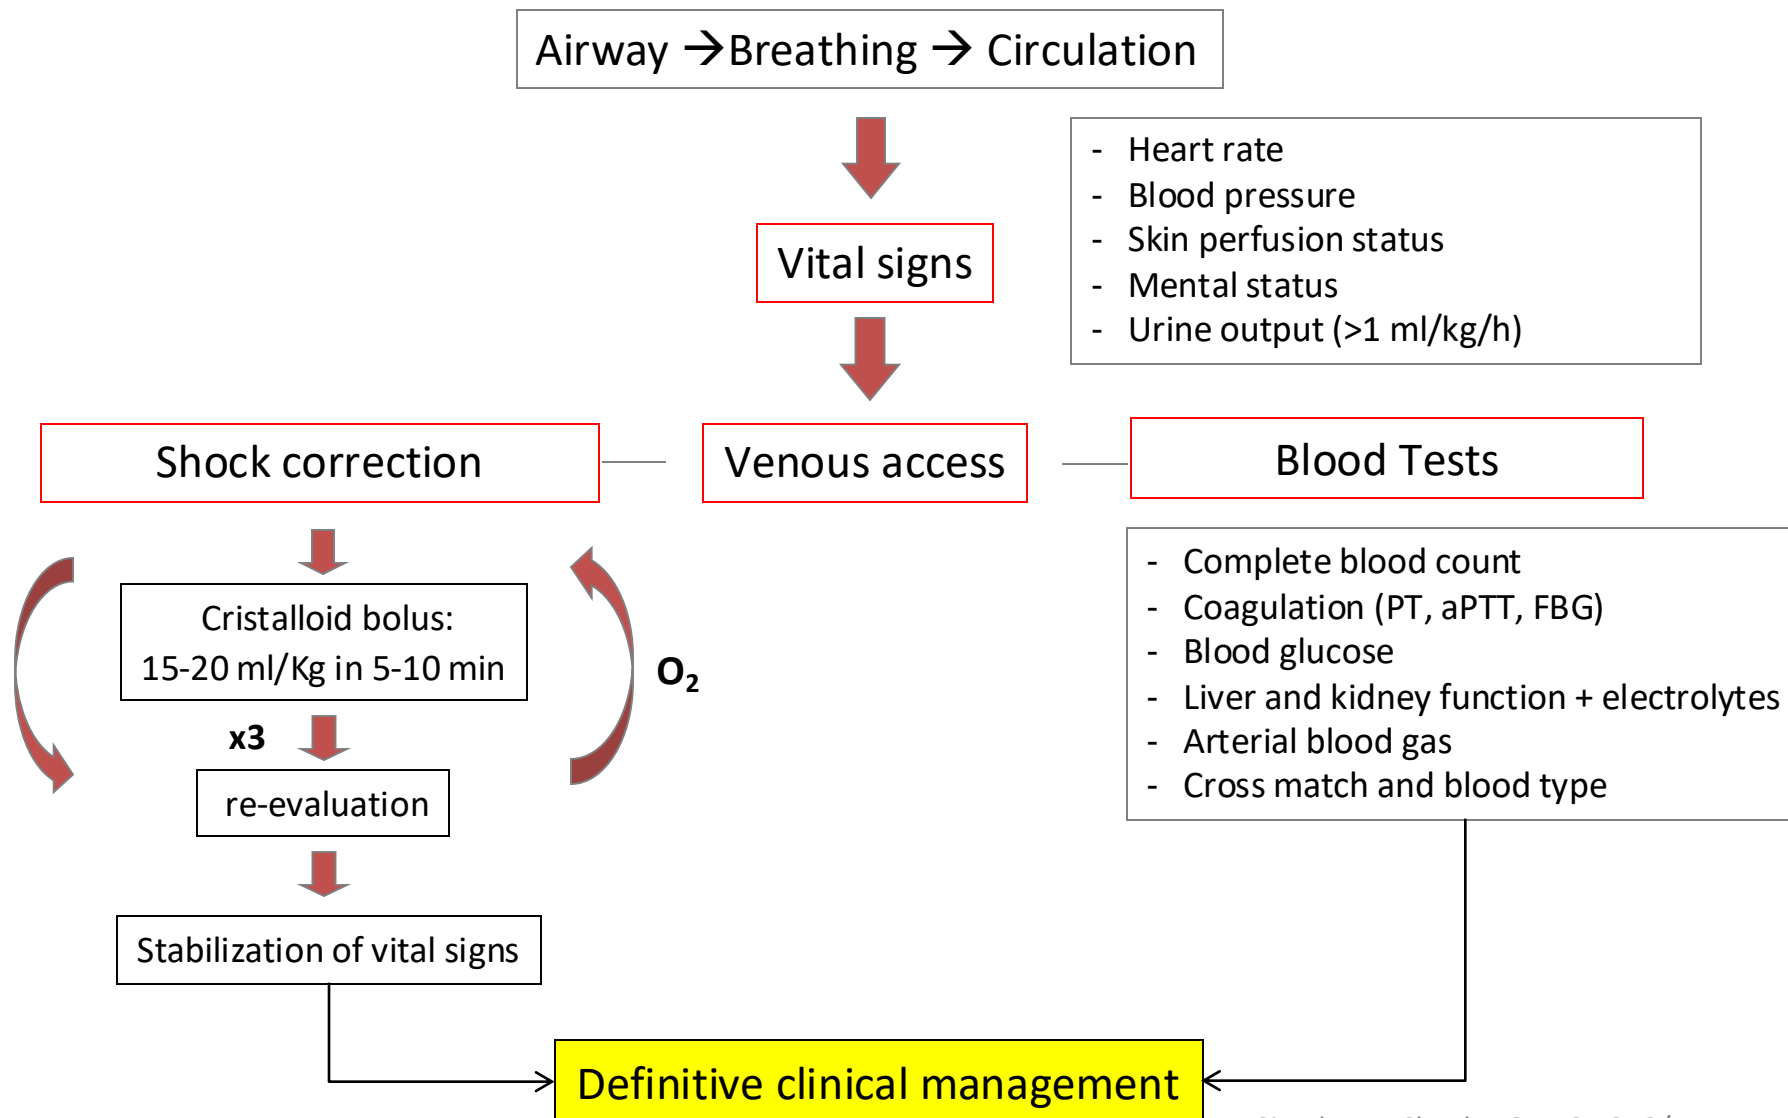 Airway →Breathing → Circulation
- Heart rate
- Blood pressure
- Skin perfusion status
- Mental status
- Urine output (>1 ml/kg/h)
Vital signs
Shock correction
Venous access
Blood Tests
Cristalloid bolus:
15-20 ml/Kg in 5-10 min
O₂
x3
re-evaluation
Stabilization of vital signs
- Complete blood count
- Coagulation (PT, aPTT, FBG)
- Blood glucose
- Liver and kidney function + electrolytes
- Arterial blood gas
- Cross match and blood type
Definitive clinical management